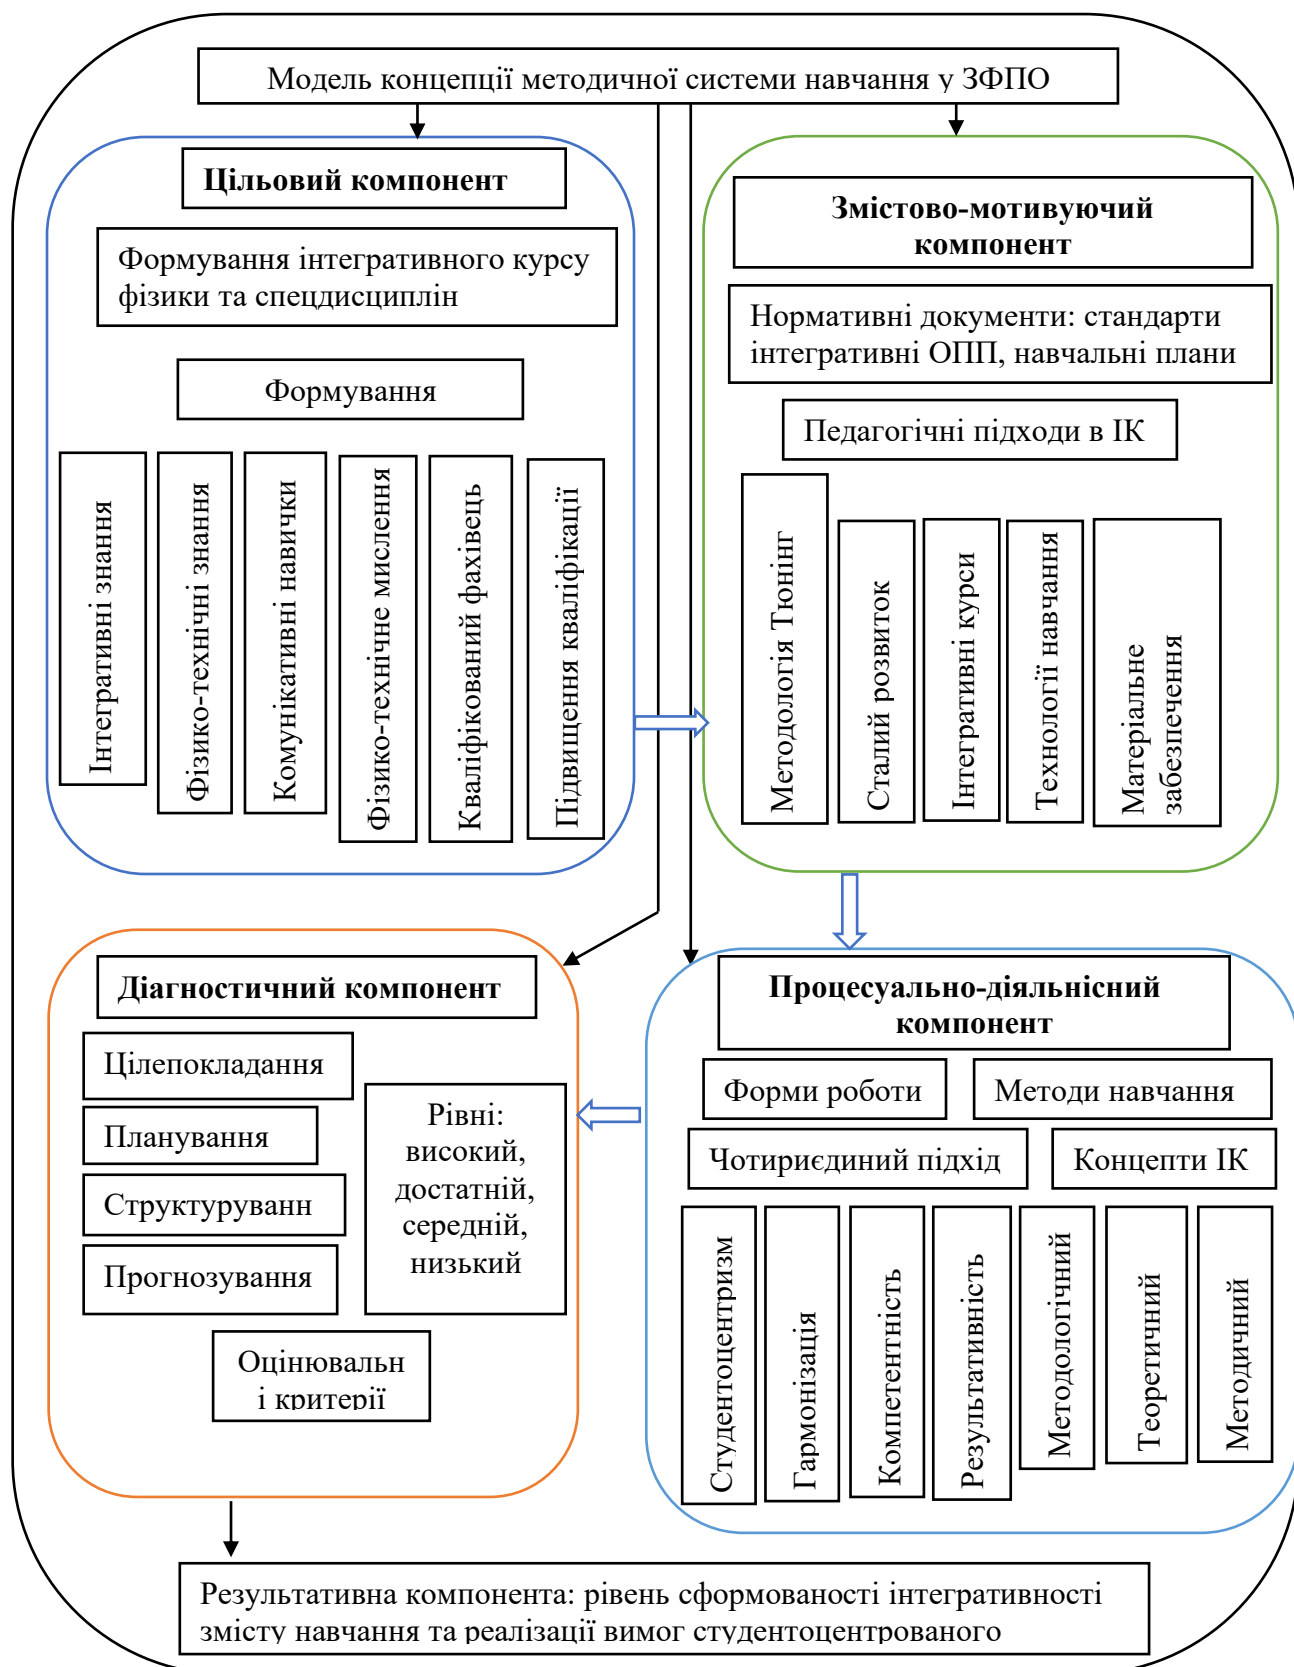 Модель концепції методичної системи навчання у ЗФПО
Цільовий компонент
Формування інтегративного курсу
фізики та спецдисциплін
Формування
Інтегративні знання
Фізико-технічні знання
Комунікативні навички
Фізико-технічне мислення
Кваліфікований фахівець
Підвищення кваліфікації
Змістово-мотивуючий
компонент
Нормативні документи: стандарти
інтегративні ОПП, навчальні плани
Педагогічні підходи в ІК
Методологія Тюнінг
Сталий розвиток
Інтегративні курси
Технології навчання
Матеріальне
забезпечення
Діагностичний компонент
Цілепокладання
Планування
Структуруванн
Прогнозування
Рівні:
високий,
достатній,
середній,
низький
Оцінювальн
і критерії
Процесуально-діяльнісний
компонент
Форми роботи
Методи навчання
Чотириєдиний підхід
Концепти ІК
Студентоцентризм
Гармонізація
Компетентність
Результативність
Методологічний
Теоретичний
Методичний
Результативна компонента: рівень сформованості інтегративності
змісту навчання та реалізації вимог студентоцентрованого